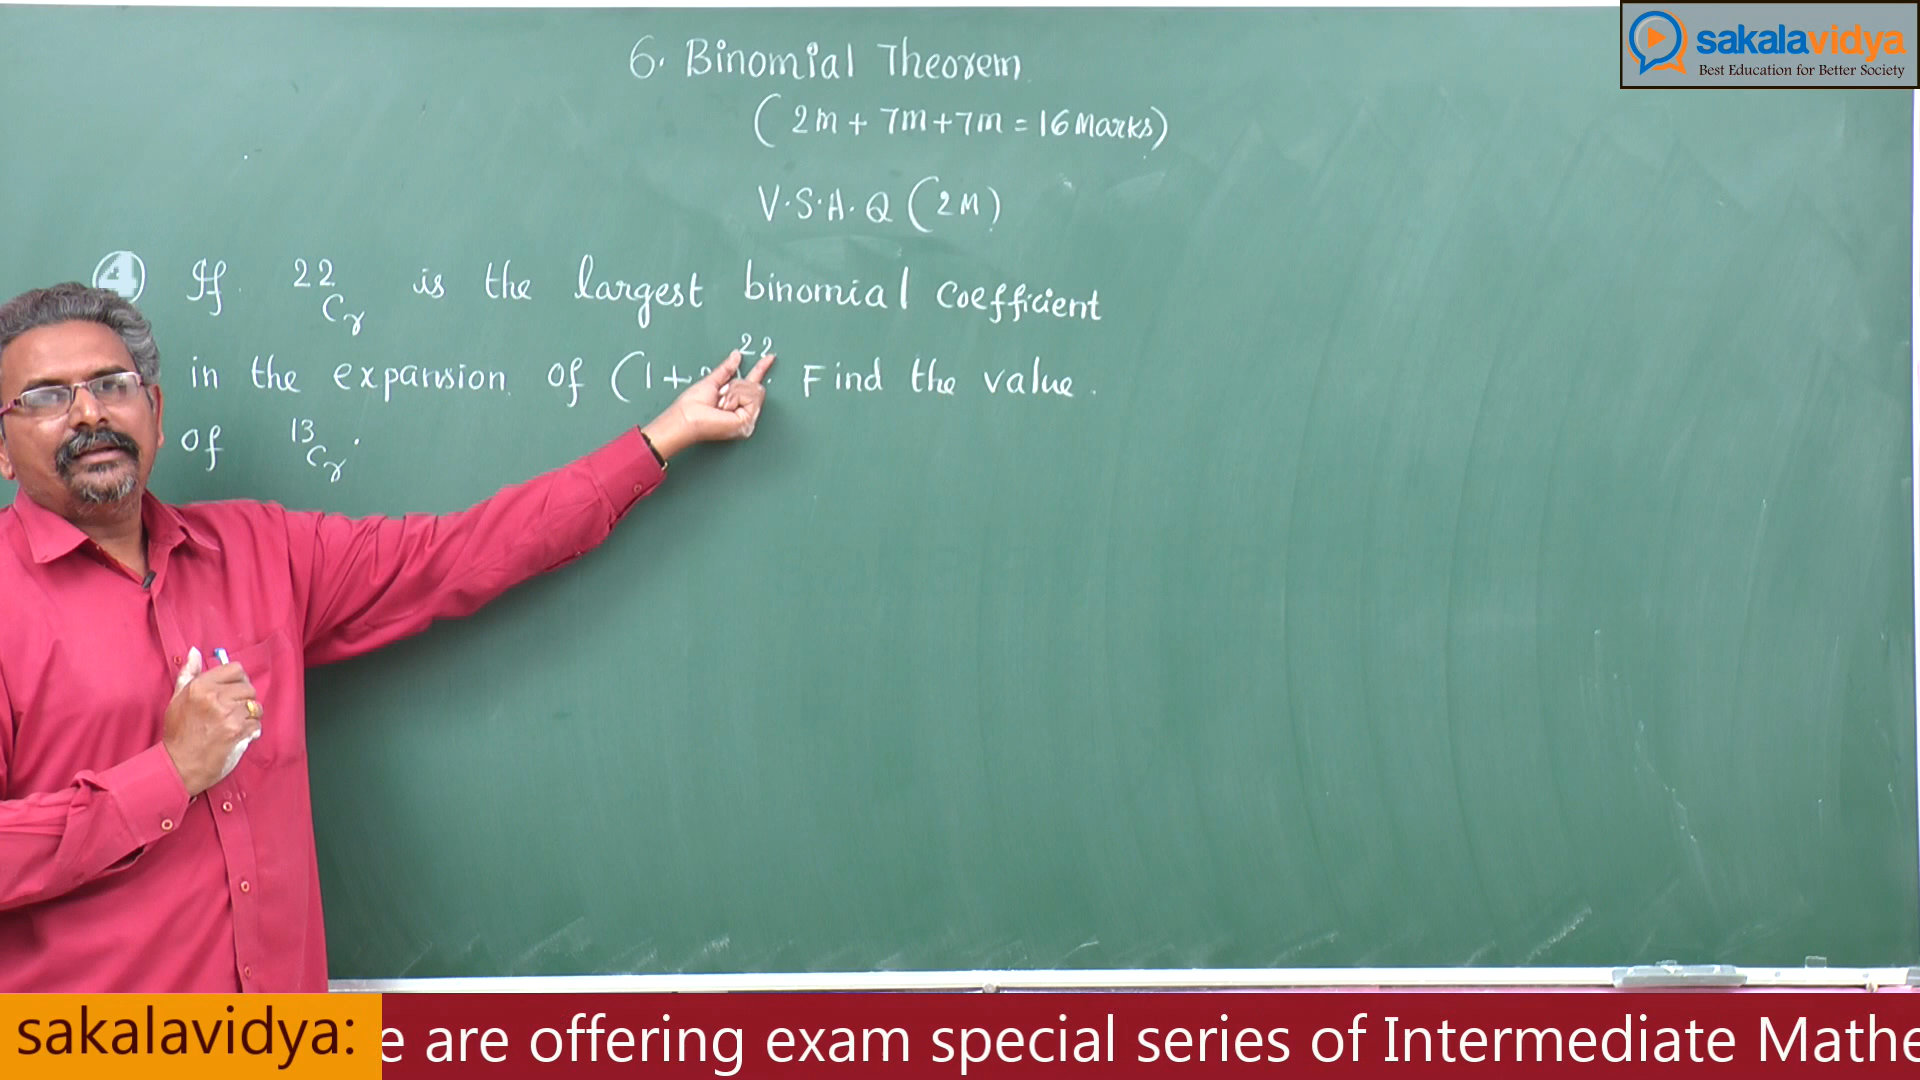 sakalavidya
Best Education for Better Society
6. Binomial Theorem
(2m + 7m + 7m = 16 Marks)
V.S.A.Q (2M)
4 If 22Cr is the largest binomial coefficient
in the expansion of (1+ 22. Find the value
of 13Cr.
sakalavidya: e are offering exam special series of Intermediate Mathe